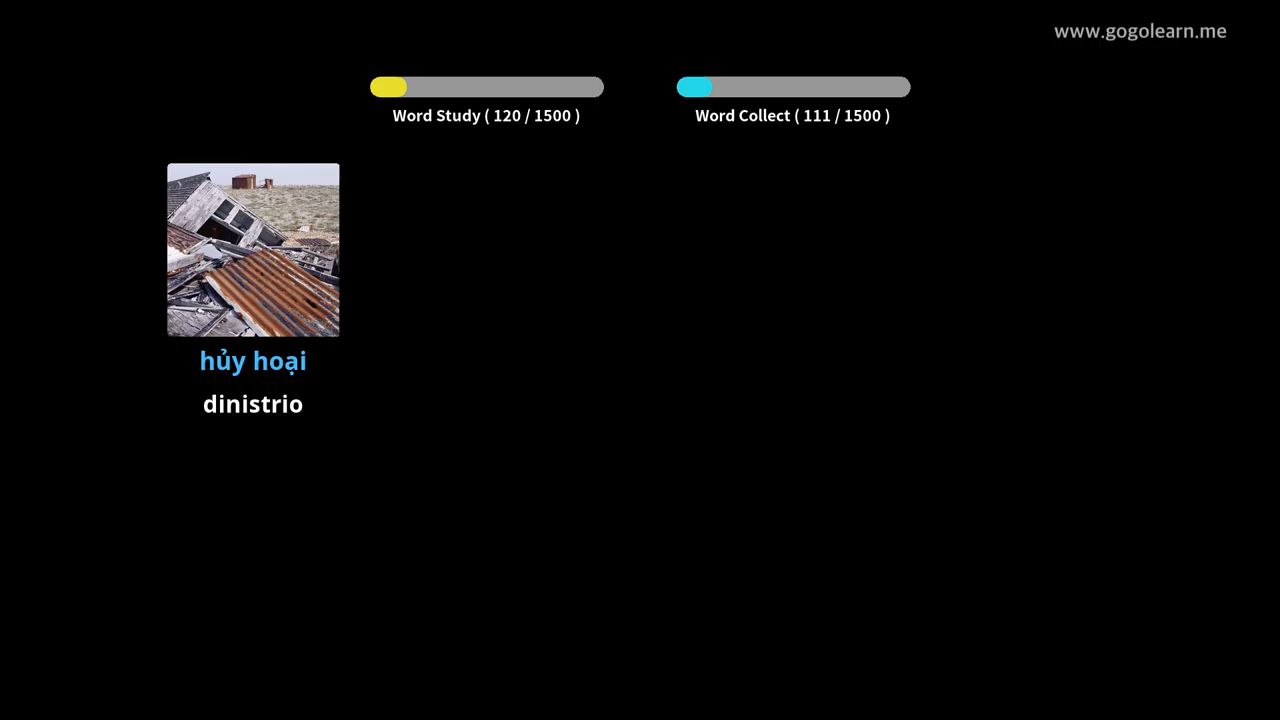 www.gogolearn.me
Word Study ( 120 / 1500 )
Word Collect ( 111 / 1500 )
hủy hoại
dinistrio